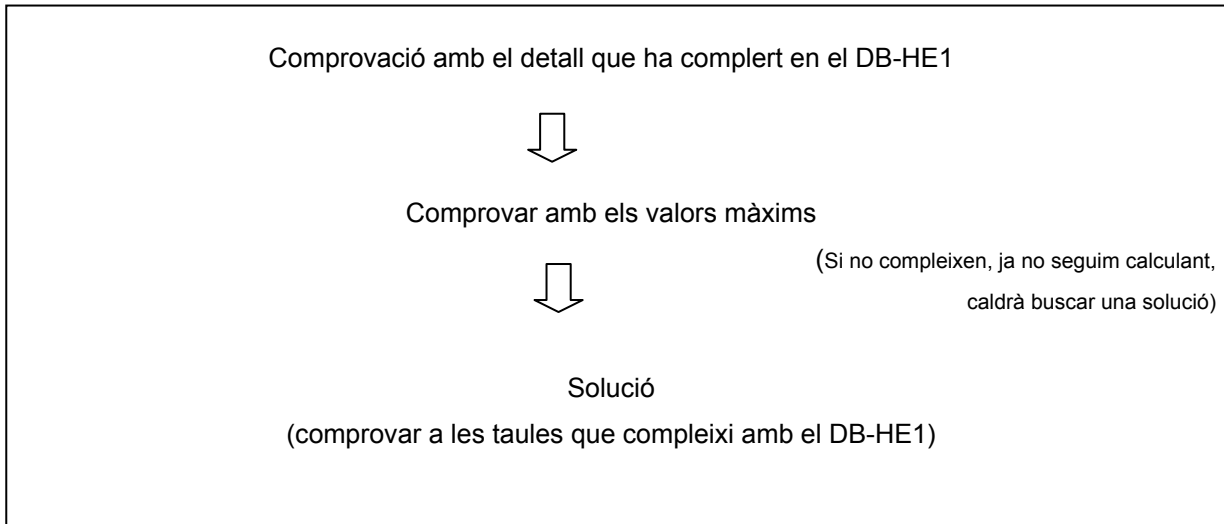 Comprovació amb el detall que ha complert en el DB-HE1
Comprovar amb els valors màxims
(Si no compleixen, ja no seguim calculant,
caldrà buscar una solució)
Solució
(comprovar a les taules que compleixi amb el DB-HE1)